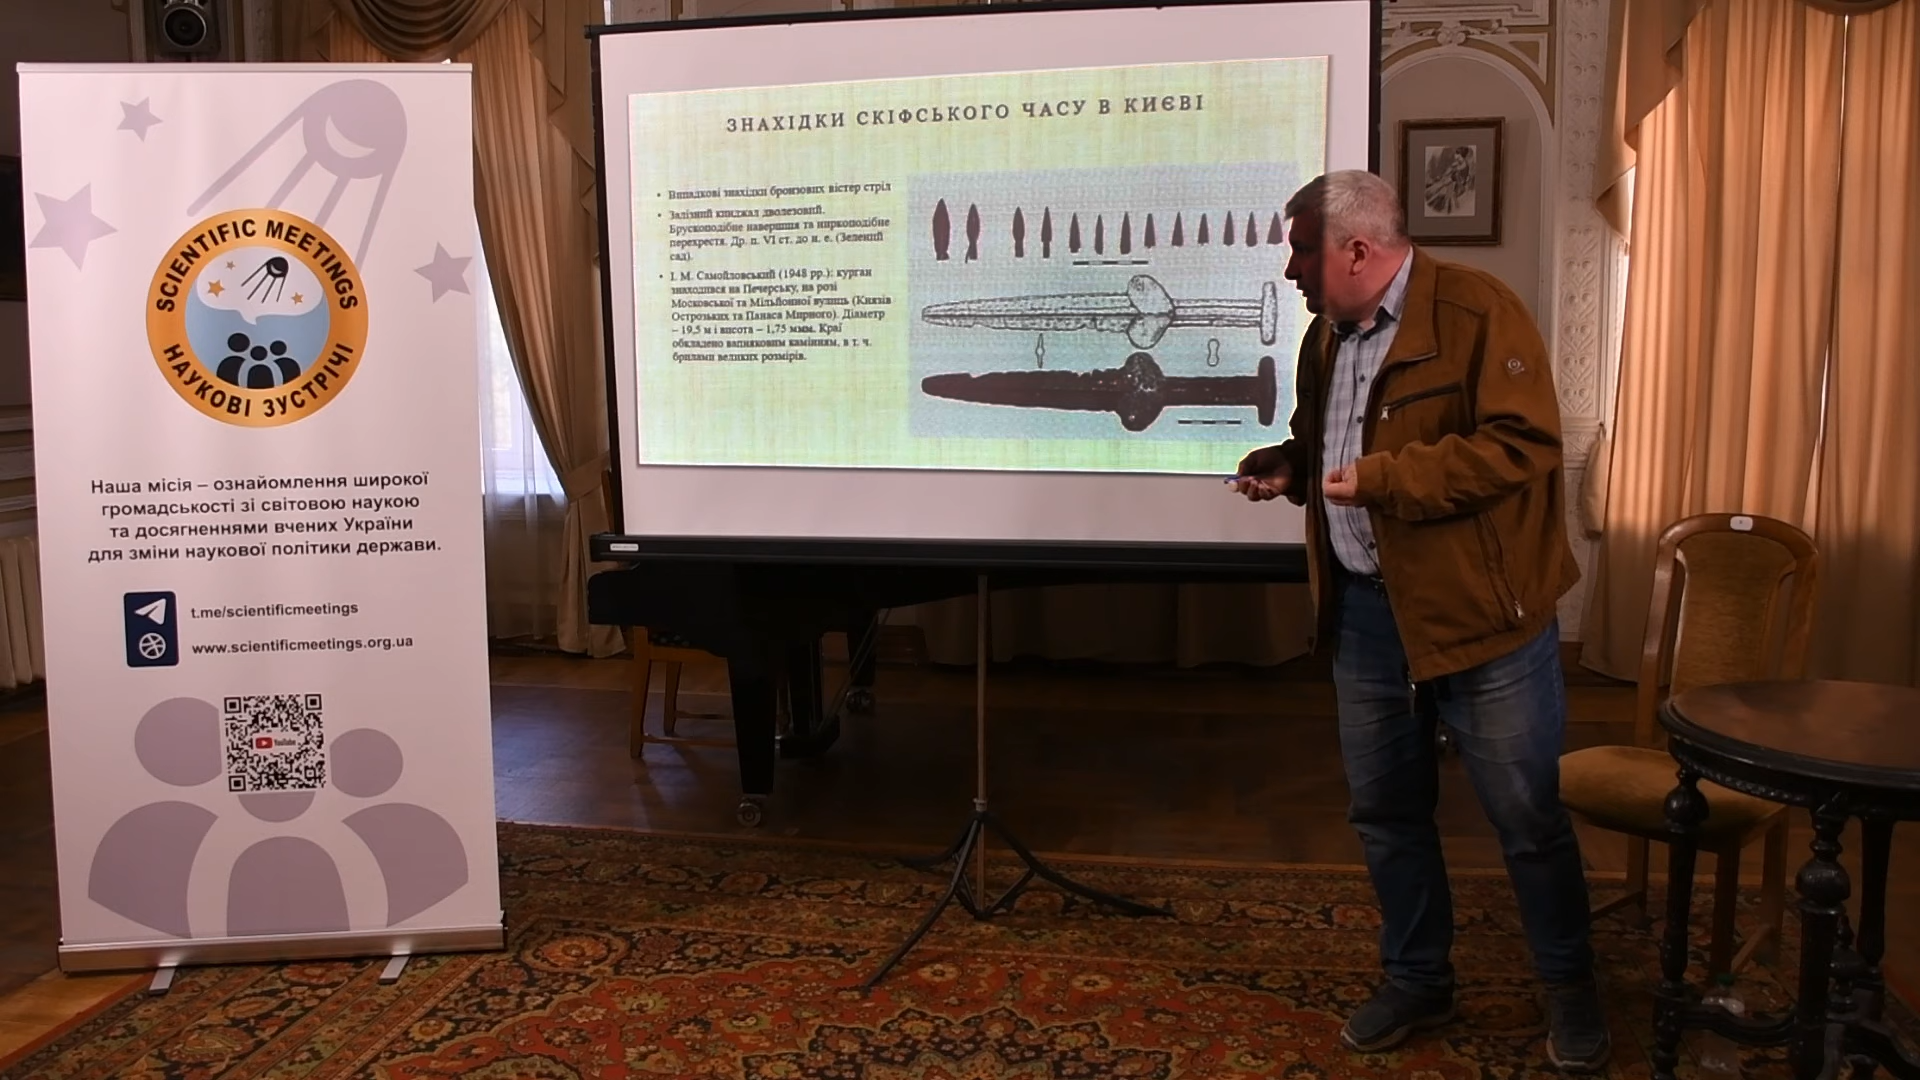 SCIENTIFIC MEETINGS
НАУКОВІ ЗУСТРІЧІ
Наша місія – ознайомлення широкої
громадськості зі світовою наукою
та досягненнями вчених України
для зміни наукової політики держави.
t.me/scientificmeetings
www.scientificmeetings.org.ua
YouTube
ЗНАХІДКИ СКІФСЬКОГО ЧАСУ В КИЄВІ
• Випадкові знахідки бронзових вістер стріл
• Залізний кинджал дволезовий.
Брускоподібне навершшя та ниркоподібне
перехрестя. Др. п. VI ст. до н. е. (Зелений
сад).
• І. М. Самойловський (1948 рр.): курган
знаходився на Печерську, на розі
Московської та Мільйонної вулиць (Князів
Острозьких та Панаса Мирного). Діаметр
– 19,5 м і висота – 1,75 ммм. Краї
обкладено вапняковим камінням, в т. ч.
брилами великих розмірів.